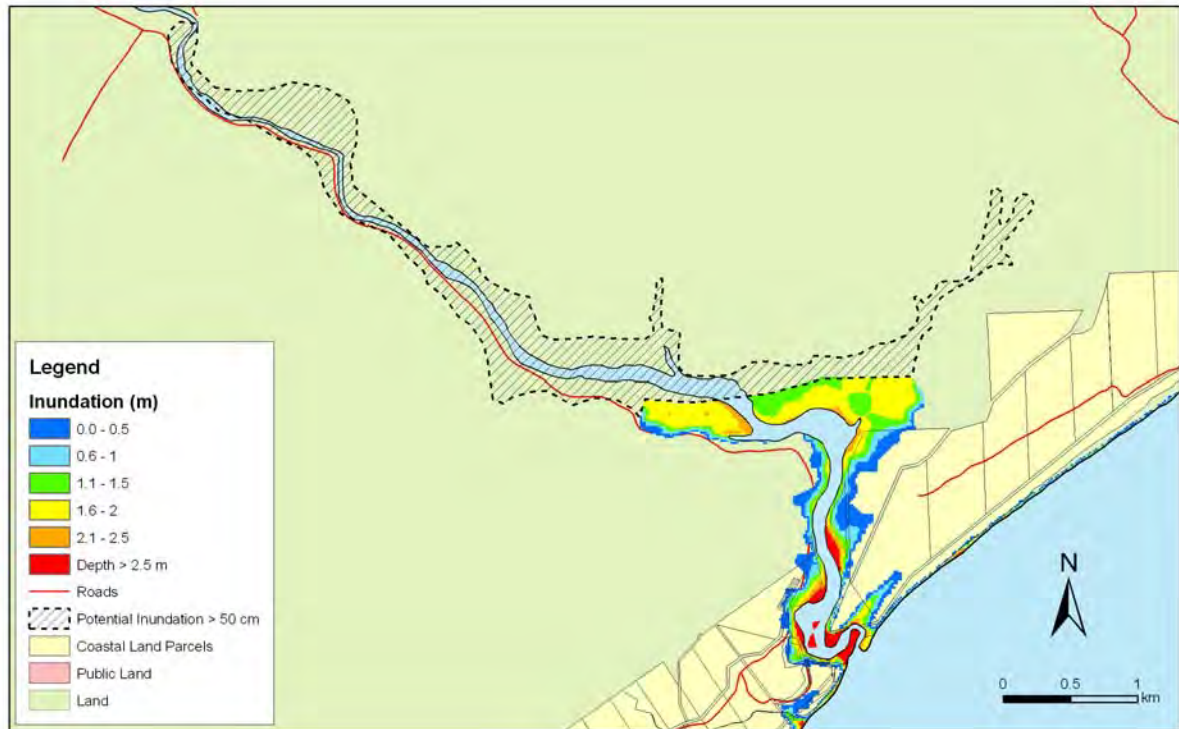 Legend
Inundation (m)
0.0 - 0.5
0.6 - 1
1.1 - 1.5
1.6 - 2
2.1 - 2.5
Depth > 2.5 m
Roads
Potential Inundation > 50 cm
Coastal Land Parcels
Public Land
Land
N
0 0.5 1
km